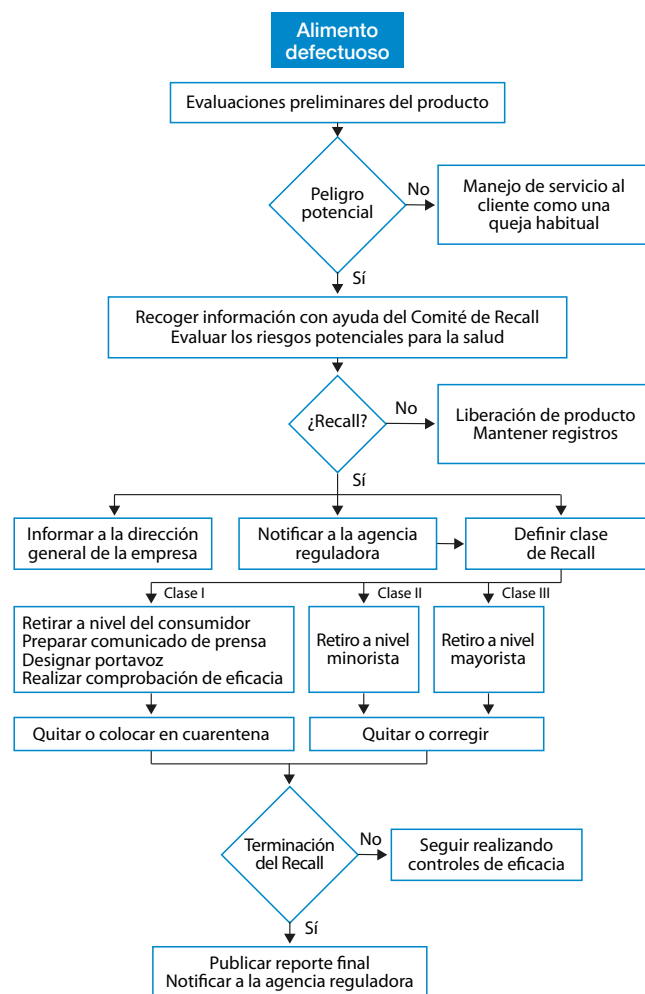 Alimento
defectuoso
Evaluaciones preliminares del producto
Peligro
potencial
No
Manejo de servicio al
cliente como una
queja habitual
Sí
Recoger información con ayuda del Comité de Recall
Evaluar los riesgos potenciales para la salud
¿Recall?
No
Liberación de producto
Mantener registros
Sí
Informar a la dirección
general de la empresa
Notificar a la agencia
reguladora
Definir clase
de Recall
Clase I
Clase II
Clase III
Retirar a nivel del consumidor
Preparar comunicado de prensa
Designar portavoz
Realizar comprobación de eficacia
Retiro a nivel
minorista
Retiro a nivel
mayorista
Quitar o colocar en cuarentena
Quitar o corregir
Terminación
del Recall
No
Seguir realizando
controles de eficacia
Sí
Publicar reporte final
Notificar a la agencia reguladora